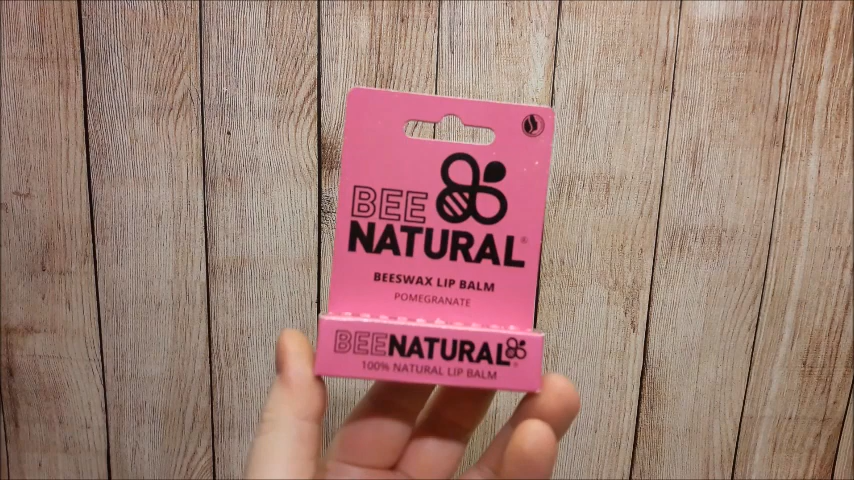 BEE
NATURAL®
BEESWAX LIP BALM
POMEGRANATE
BEENATURAL®
100% NATURAL LIP BALM